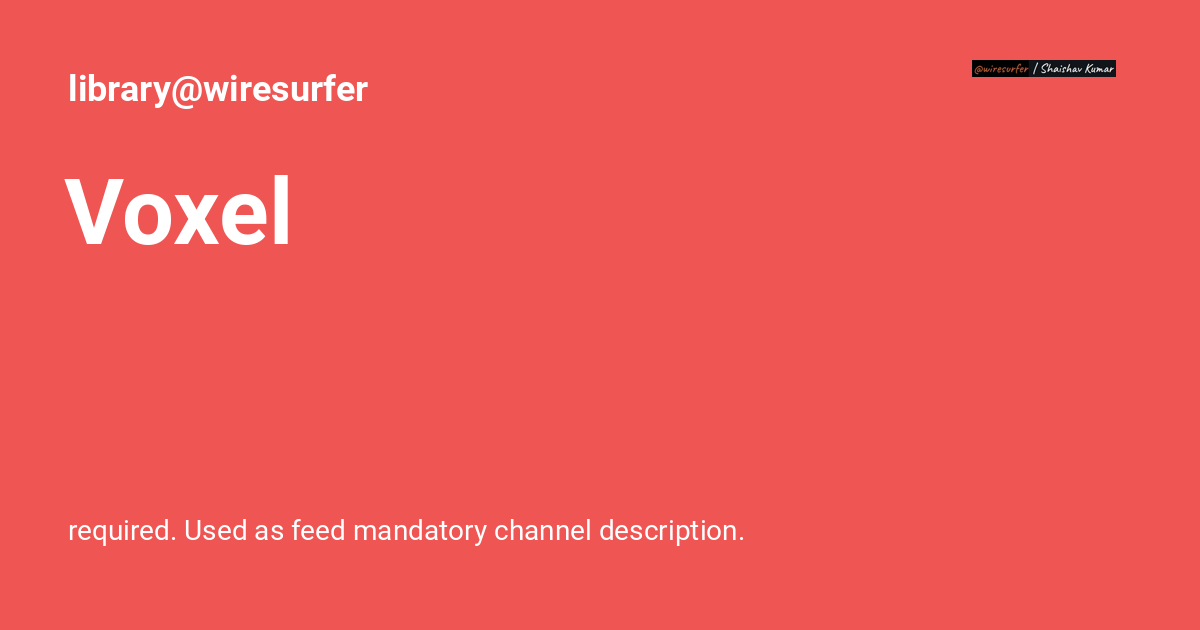 library@wiresurfer
@wiresurfer | Shaishav Kumar
Voxel
required. Used as feed mandatory channel description.